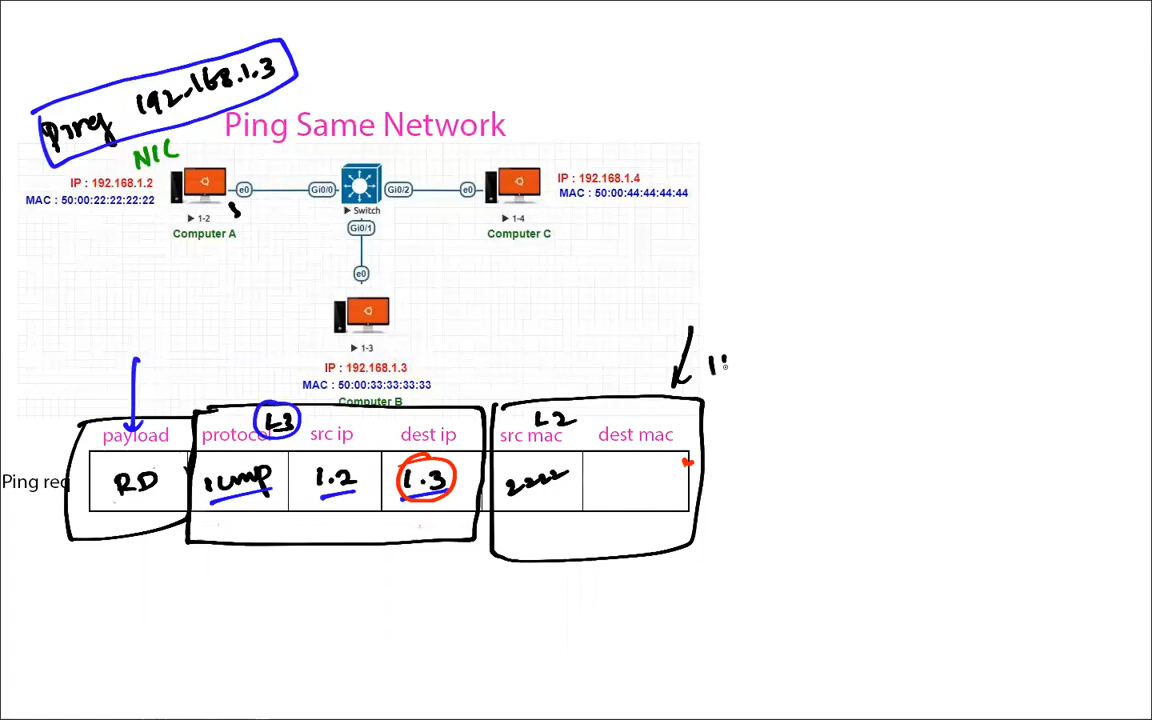 Ping 192.168.1.3
Ping Same Network
NIC
IP : 192.168.1.2
MAC : 50:00:22:22:22:22
e0
Gi0/0
Gi0/2
e0
IP : 192.168.1.4
MAC : 50:00:44:44:44:44
1-2
Switch
1-4
Computer A
Gi0/1
Computer C
e0
1-3
IP : 192.168.1.3
MAC : 50:00:33:33:33:33
Computer B
L3
L2
payload protocol src ip dest ip src mac dest mac
Ping req RD icmp 1.2 1.3 2222